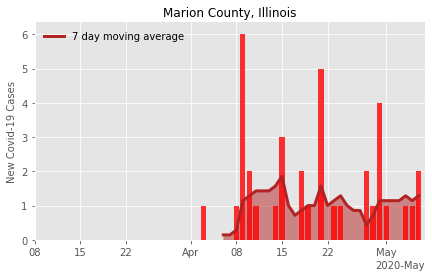 Marion County, Illinois
7 day moving average
New Covid-19 Cases
6
5
4
3
2
1
0
08 15 22 Apr 08 15 22 May
2020-May